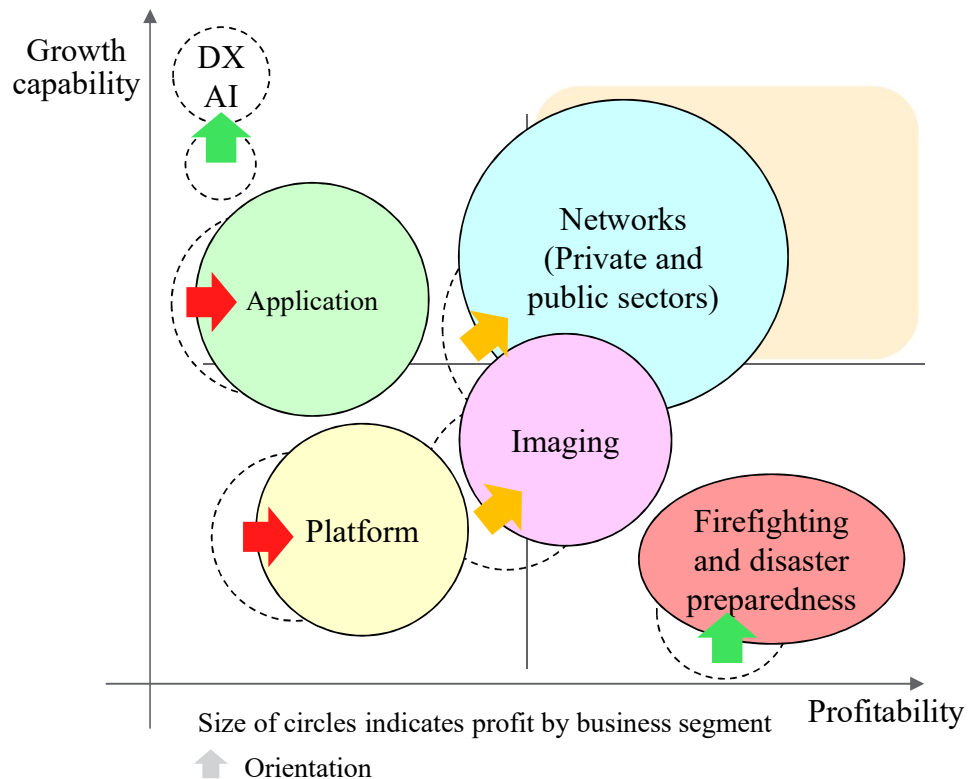 Growth
capability
DX
AI
Networks
(Private and
public sectors)
Application
Imaging
Platform
Firefighting
and disaster
preparedness
Profitability
Size of circles indicates profit by business segment
Orientation